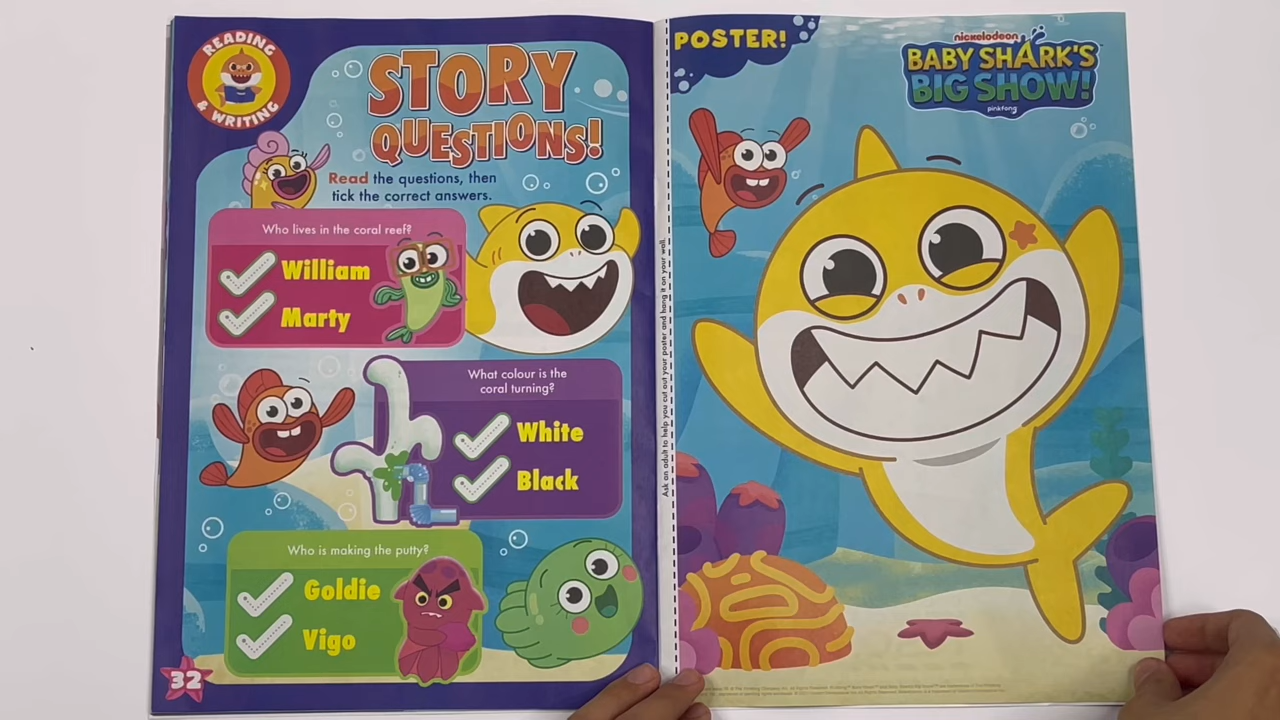 READING
& WRITING
STORY
QUESTIONS!
Read the questions, then
tick the correct answers.
Who lives in the coral reef?
William
Marty
What colour is the
coral turning?
White
Black
Who is making the putty?
Goldie
Vigo
32
POSTER!
nickelodeon
BABY SHARK'S
BIG SHOW!
pinkfong
Ask an adult to help you cut out your poster and hang it on your wall.